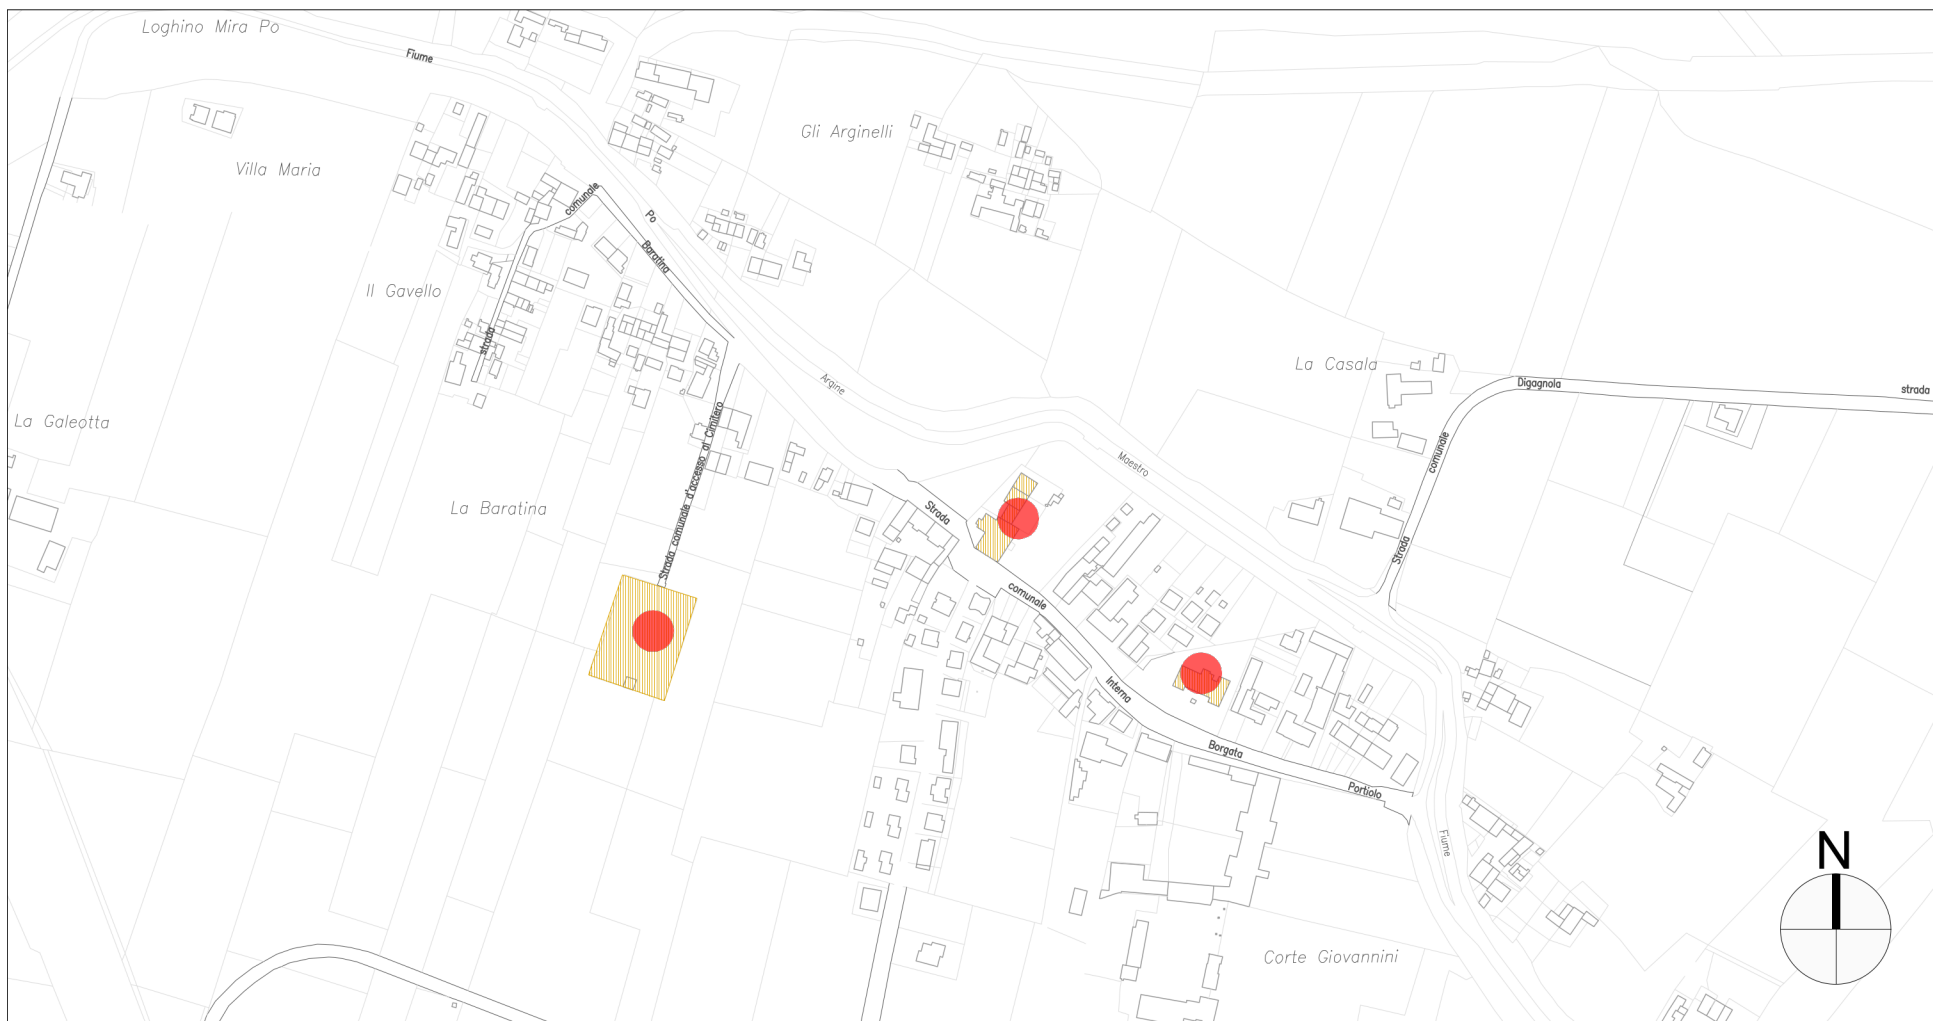 Loghino Mira Po
Fiume
Gli Arginelli
Villa Maria
comunale
Po
Baratina
Il Gavello
strada
Argine
La Casala
Digagnola
strada
La Galeotta
Strada comunale d'accesso al Cimitero
comunale
Maestro
La Baratina
Strada
Strada
comunale
Interna
Borgata
Portiolo
Fiume
N
Corte Giovannini